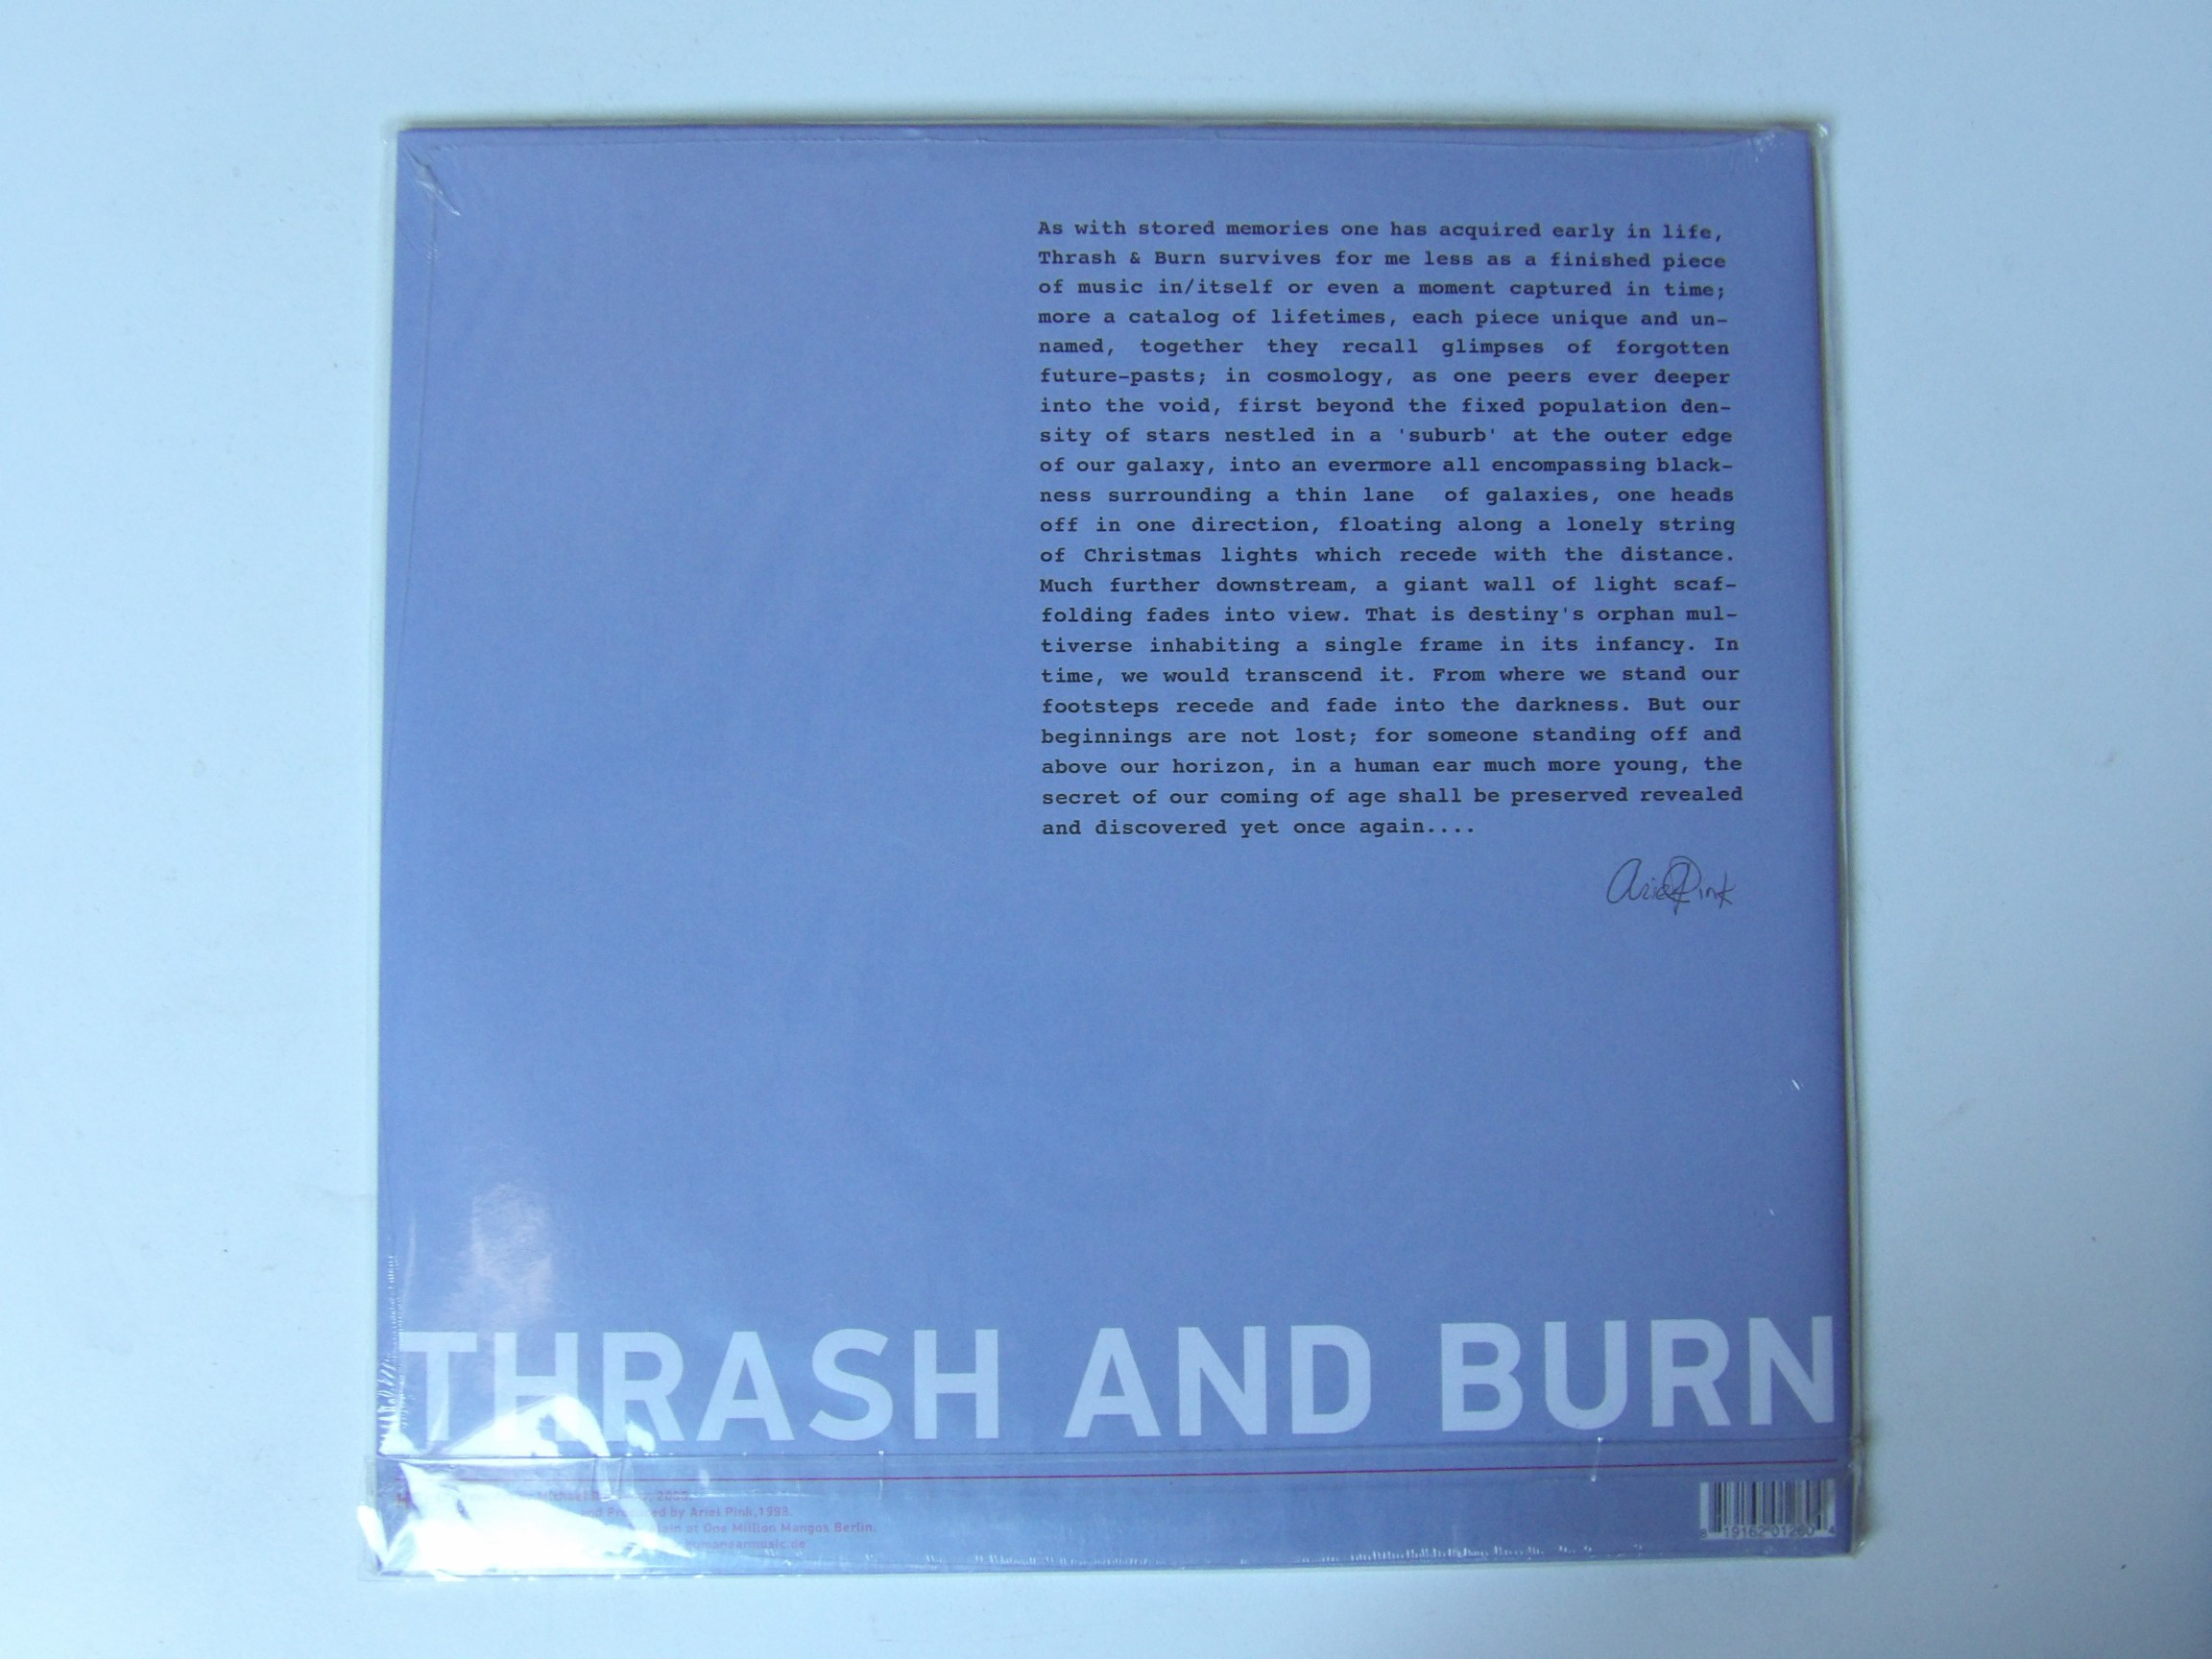 As with stored memories one has acquired early in life,
Thrash & Burn survives for me less as a finished piece
of music in/itself or even a moment captured in time;
more a catalog of lifetimes, each piece unique and un-
named, together they recall glimpses of forgotten
future-pasts; in cosmology, as one peers ever deeper
into the void, first beyond the fixed population den-
sity of stars nestled in a 'suburb' at the outer edge
of our galaxy, into an evermore all encompassing black-
ness surrounding a thin lane of galaxies, one heads
off in one direction, floating along a lonely string
of Christmas lights which recede with the distance.
Much further downstream, a giant wall of light scaf-
folding fades into view. That is destiny's orphan mul-
tiverse inhabiting a single frame in its infancy. In
time, we would transcend it. From where we stand our
footsteps recede and fade into the darkness. But our
beginnings are not lost; for someone standing off and
above our horizon, in a human ear much more young, the
secret of our coming of age shall be preserved revealed
and discovered yet once again....
Ariel Pink
THRASH AND BURN
and Produced by Ariel Pink, 1998.
at One Million Mangos Berlin.
humanearmusic.de